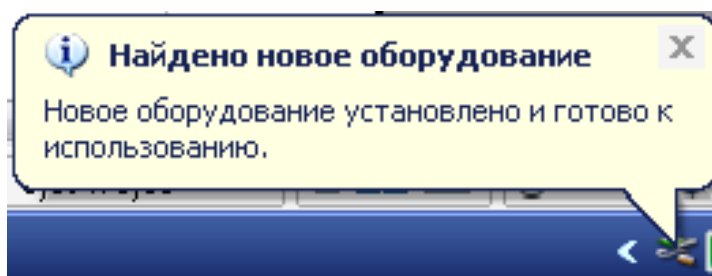 Найдено новое оборудование
Новое оборудование установлено и готово к
использованию.